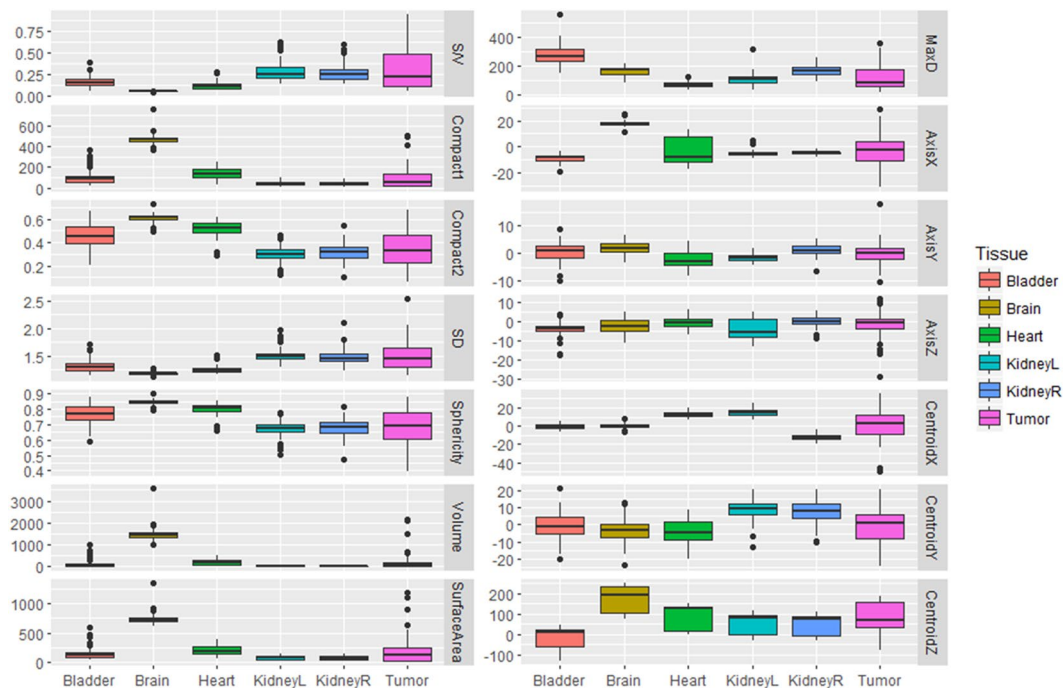 0.75
0.50
0.25
0.00
S/V
600
400
200
0
Compact1
0.6
0.4
0.2
Compact2
2.5
2.0
1.5
SD
0.9
0.8
0.7
0.6
0.5
0.4
Sphericity
3000
2000
1000
0
Volume
1000
500
0
SurfaceArea
Bladder Brain Heart KidneyL KidneyR Tumor
400
200
0
MaxD
20
0
-20
AxisX
10
0
-10
AxisY
10
0
-10
-20
-30
AxisZ
20
0
-20
-40
CentroidX
20
10
0
-10
-20
CentroidY
200
100
0
-100
CentroidZ
Bladder Brain Heart KidneyL KidneyR Tumor
Tissue
Bladder
Brain
Heart
KidneyL
KidneyR
Tumor